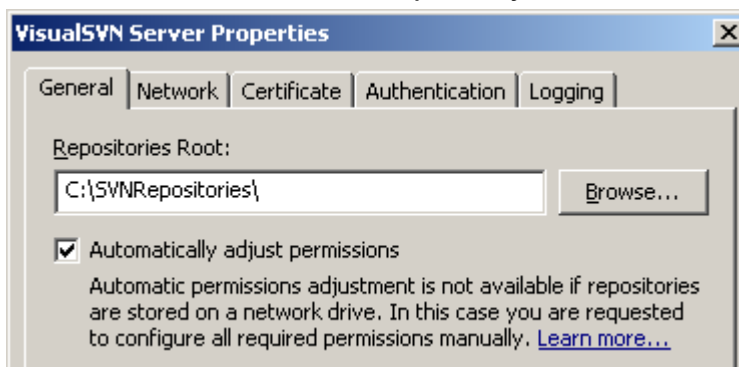 VisualSVN Server Properties
General Network Certificate Authentication Logging
Repositories Root:
C:\SVNRepositories\ Browse...
Automatically adjust permissions
Automatic permissions adjustment is not available if repositories
are stored on a network drive. In this case you are requested
to configure all required permissions manually. Learn more...